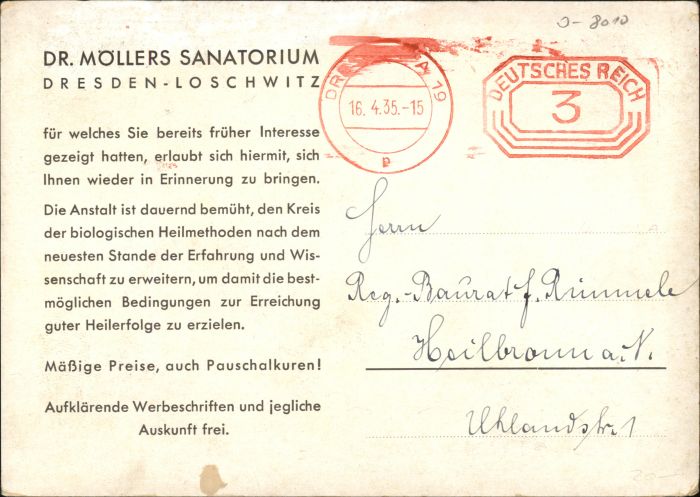 DR. MÖLLERS SANATORIUM
DRESDEN-LOSCHWITZ
für welches Sie bereits früher Interesse
gezeigt hatten, erlaubt sich hiermit, sich
Ihnen wieder in Erinnerung zu bringen.
Die Anstalt ist dauernd bemüht, den Kreis
der biologischen Heilmethoden nach dem
neuesten Stande der Erfahrung und Wis-
senschaft zu erweitern, um damit die best-
möglichen Bedingungen zur Erreichung
guter Heilerfolge zu erzielen.
Mäßige Preise, auch Pauschalkuren!
Aufklärende Werbeschriften und jegliche
Auskunft frei.
8010
A 19
16.4.35.-15
p
DEUTSCHES REICH
3
Herrn
Reg.-Baurat f. Rümmele
Heilbronn a. N.
Uhlandstr. 1